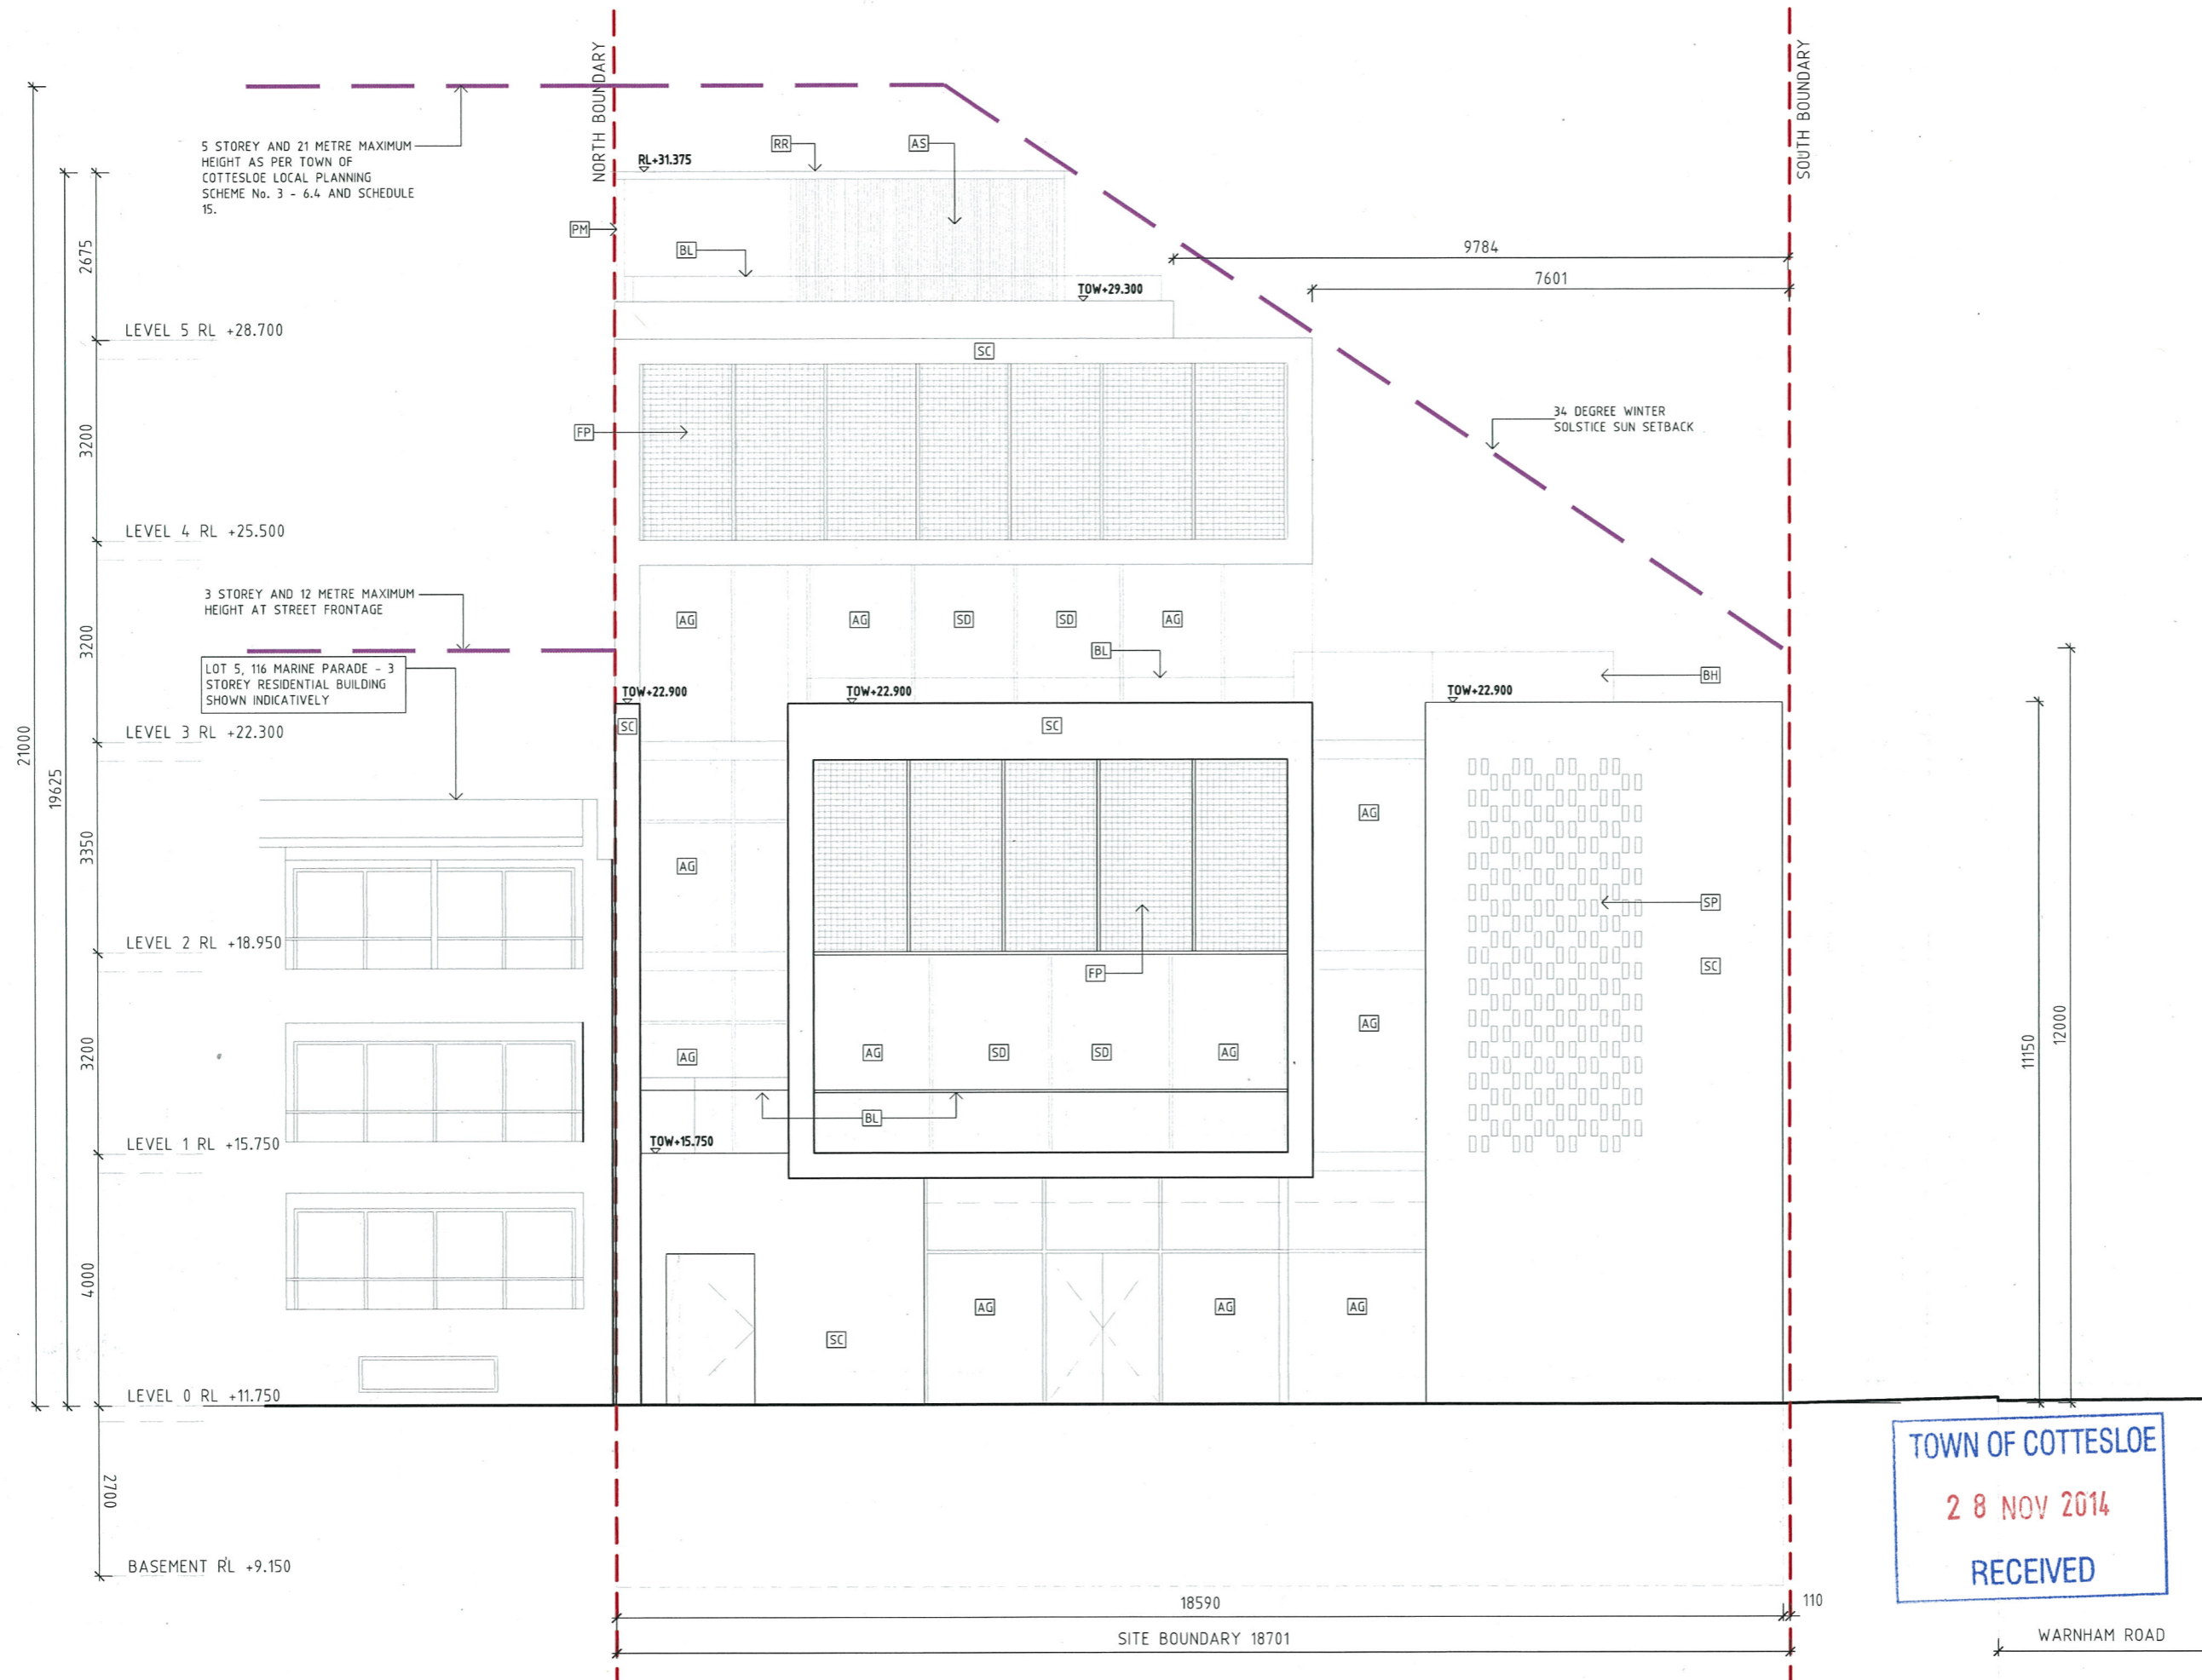 NORTH BOUNDARY
SOUTH BOUNDARY
5 STOREY AND 21 METRE MAXIMUM
HEIGHT AS PER TOWN OF
COTTESLOE LOCAL PLANNING
SCHEME No. 3 - 6.4 AND SCHEDULE
15.
RR
AS
RL+31.375
PM
BL
9784
TOW+29.300
7601
2675
LEVEL 5 RL +28.700
SC
34 DEGREE WINTER
SOLSTICE SUN SETBACK
FP
3200
LEVEL 4 RL +25.500
3 STOREY AND 12 METRE MAXIMUM
HEIGHT AT STREET FRONTAGE
AG
AG
SD
SD
AG
3200
BL
BH
LOT 5, 116 MARINE PARADE - 3
STOREY RESIDENTIAL BUILDING
SHOWN INDICATIVELY
TOW+22.900
TOW+22.900
TOW+22.900
SC
SC
LEVEL 3 RL +22.300
21000
19625
AG
3350
AG
SP
LEVEL 2 RL +18.950
SC
FP
AG
12000
11150
3200
AG
AG
SD
SD
AG
BL
LEVEL 1 RL +15.750
TOW+15.750
4000
AG
AG
AG
SC
LEVEL 0 RL +11.750
2700
BASEMENT RL +9.150
TOWN OF COTTESLOE
28 NOV 2014
RECEIVED
18590
110
SITE BOUNDARY 18701
WARNHAM ROAD